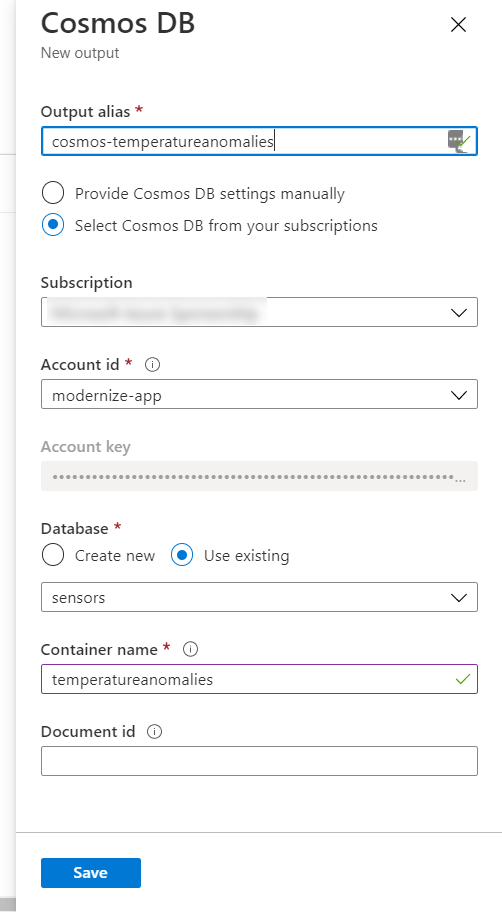 Cosmos DB
New output
Output alias *
cosmos-temperatureanomalies
Provide Cosmos DB settings manually
Select Cosmos DB from your subscriptions
Subscription
Account id *
modernize-app
Account key
••••••••••••••••••••••••••••••••••••••••••••••••••••••••••••••...
Database *
Create new
Use existing
sensors
Container name *
temperatureanomalies
Document id
Save